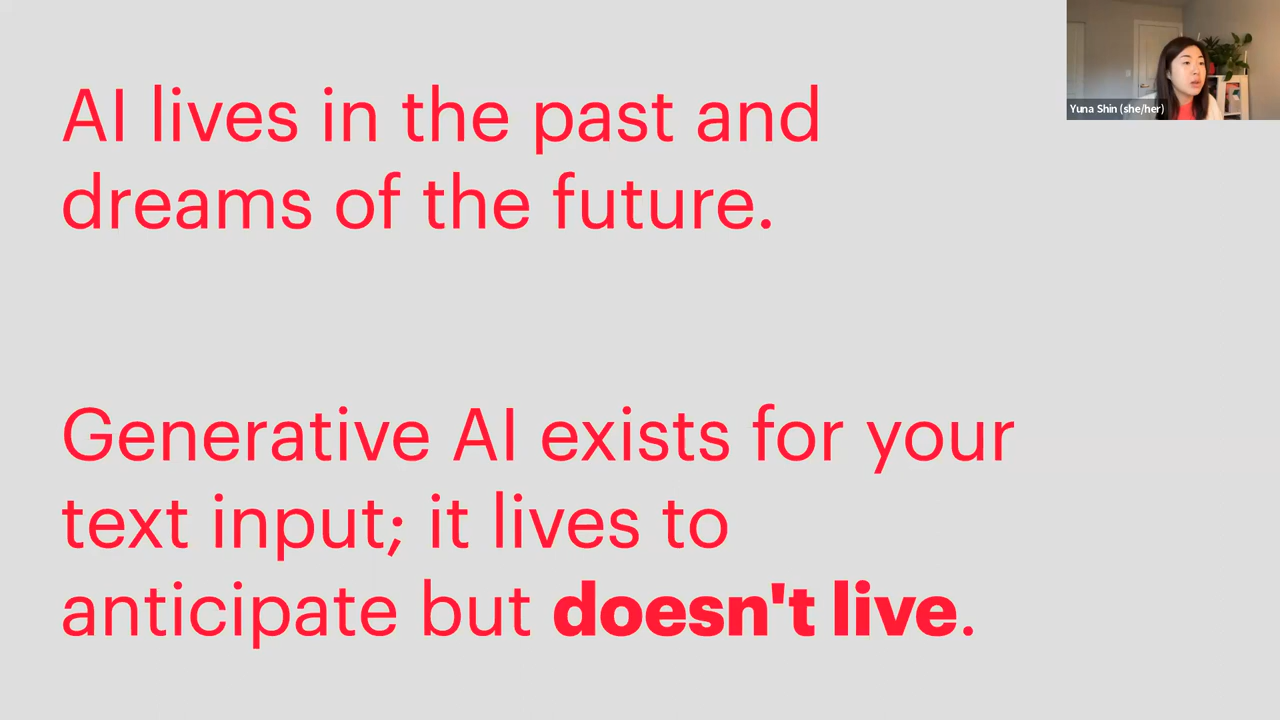 AI lives in the past and
dreams of the future.
Generative AI exists for your
text input; it lives to
anticipate but doesn't live.
Yuna Shin (she/her)